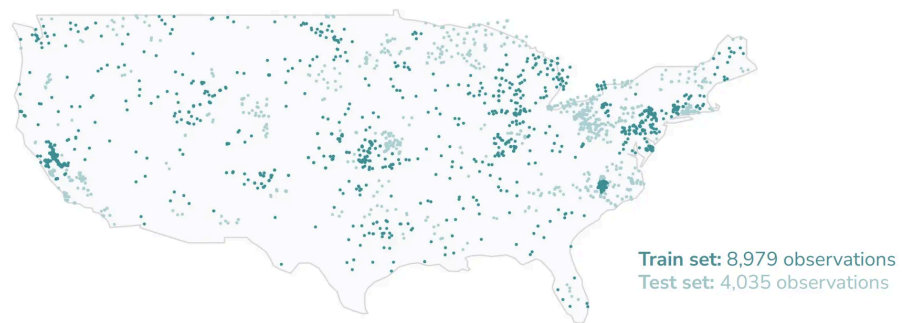 Train set: 8,979 observations
Test set: 4,035 observations